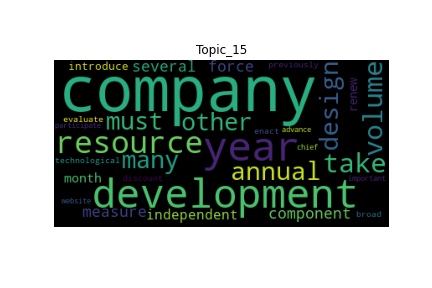 Topic_15
introduce several force previously
company design volume renew
evaluate must other
participate
enact advance
resource year chief
technological many annual take
month discount important
development
website measure independent component broad